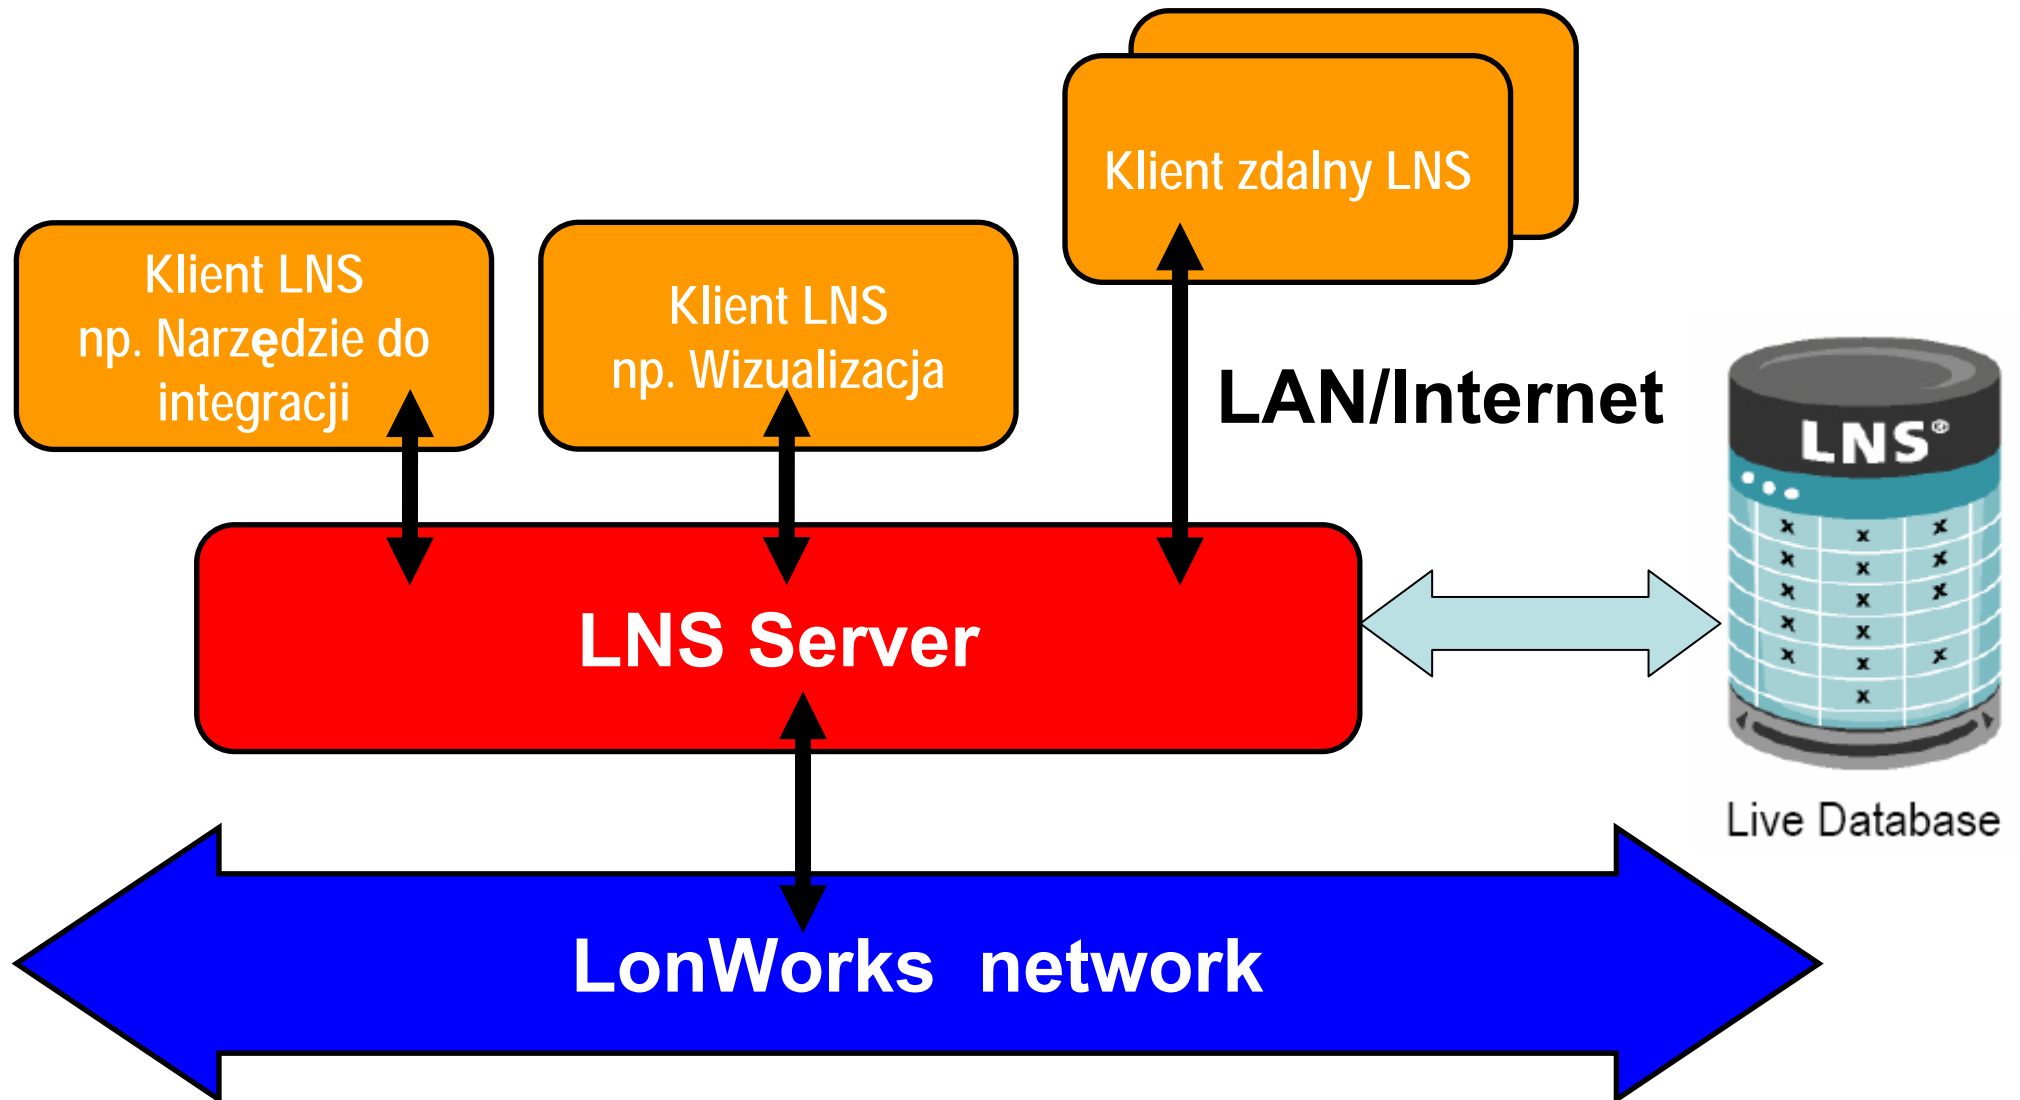 Klient zdalny LNS
Klient LNS
np. Narzędzie do
integracji
Klient LNS
np. Wizualizacja
LAN/Internet
LNS®
LNS Server
Live Database
LonWorks network